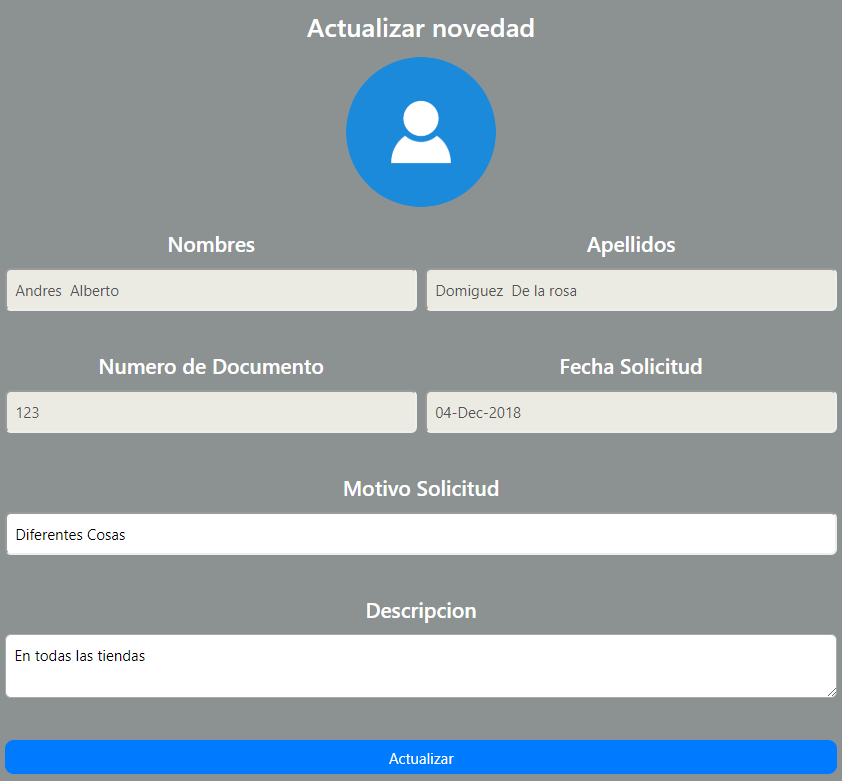 Actualizar novedad
Nombres
Apellidos
Andres  Alberto
Domiguez  De la rosa
Numero de Documento
Fecha Solicitud
123
04-Dec-2018
Motivo Solicitud
Diferentes Cosas
Descripcion
En todas las tiendas
Actualizar